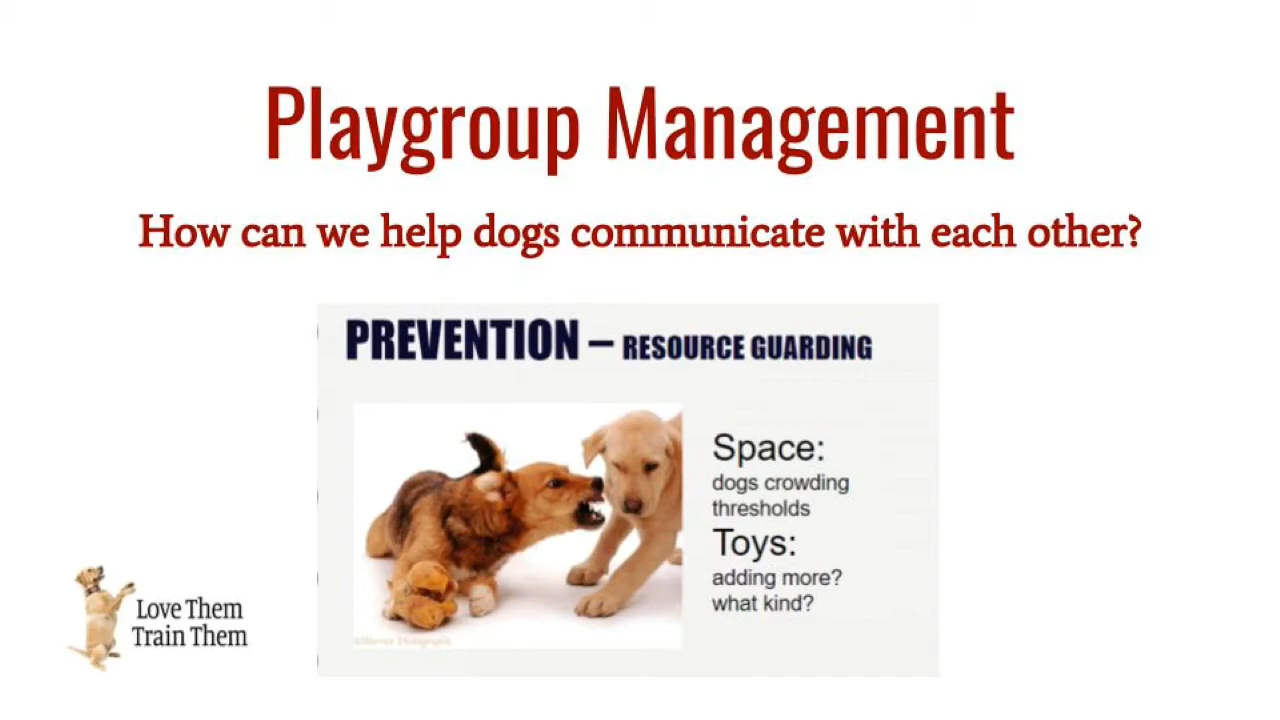 Playgroup Management
How can we help dogs communicate with each other?
PREVENTION – RESOURCE GUARDING
Space:
dogs crowding
thresholds
Toys:
adding more?
what kind?
Love Them
Train Them